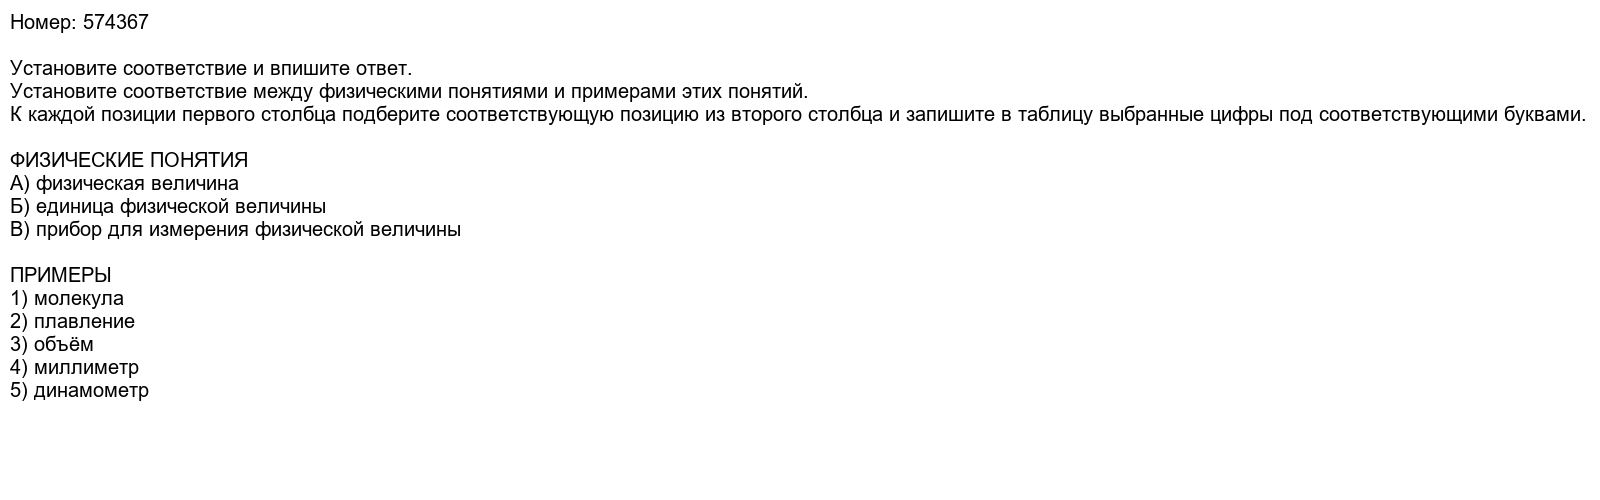 Номер: 574367
Установите соответствие и впишите ответ.
Установите соответствие между физическими понятиями и примерами этих понятий.
К каждой позиции первого столбца подберите соответствующую позицию из второго столбца и запишите в таблицу выбранные цифры под соответствующими буквами.
ФИЗИЧЕСКИЕ ПОНЯТИЯ
А) физическая величина
Б) единица физической величины
В) прибор для измерения физической величины
ПРИМЕРЫ
1) молекула
2) плавление
3) объём
4) миллиметр
5) динамометр